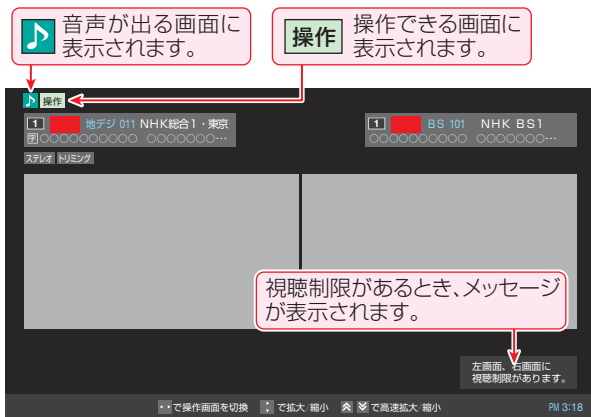 ♪ 音声が出る画面に
表示されます。
操作 操作できる画面に
表示されます。
♪ 操作
1 地デジ 011 NHK総合1・東京
字○○○○○○○○○○ ○○○○○○○…
1 BS 101 NHK BS1
○○○○○○○○○○ ○○○○○○○…
ステレオ トリミング
視聴制限があるとき、メッセージ
が表示されます。
左画面、右画面に
視聴制限があります。
で操作画面を切換 で拡大/縮小 で高速拡大/縮小 PM 3:18